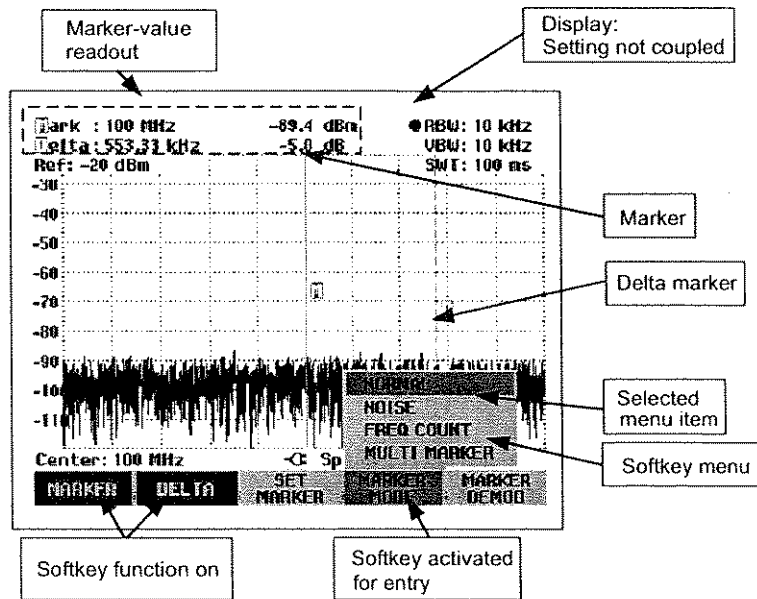 Marker-value
readout
Display:
Setting not coupled
Mark : 100 MHz -89.4 dBm
Delta: 553.33 kHz -5.0 dB
Ref: -20 dBm
RBW: 10 kHz
VBW: 10 kHz
SWT: 100 ms
-30
-40
-50
-60
-70
-80
-90
-100
-110
Marker
Delta marker
NORMAL
NOISE
FREQ COUNT
MULTI MARKER
Selected
menu item
Softkey menu
Center: 100 MHz Sp
MARKER
DELTA
SET
MARKER
MARKER
MODE
MARKER
DEMOD
Softkey function on
Softkey activated
for entry